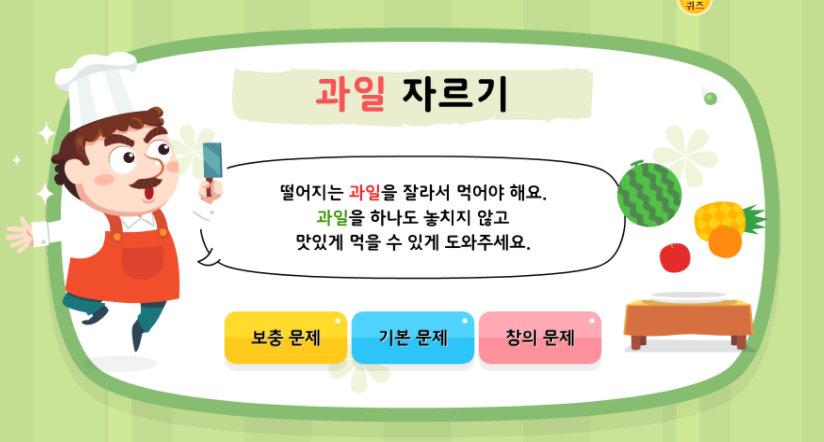 퀴즈
과일 자르기
떨어지는 과일을 잘라서 먹어야 해요.
과일을 하나도 놓치지 않고
맛있게 먹을 수 있게 도와주세요.
보충 문제
기본 문제
창의 문제